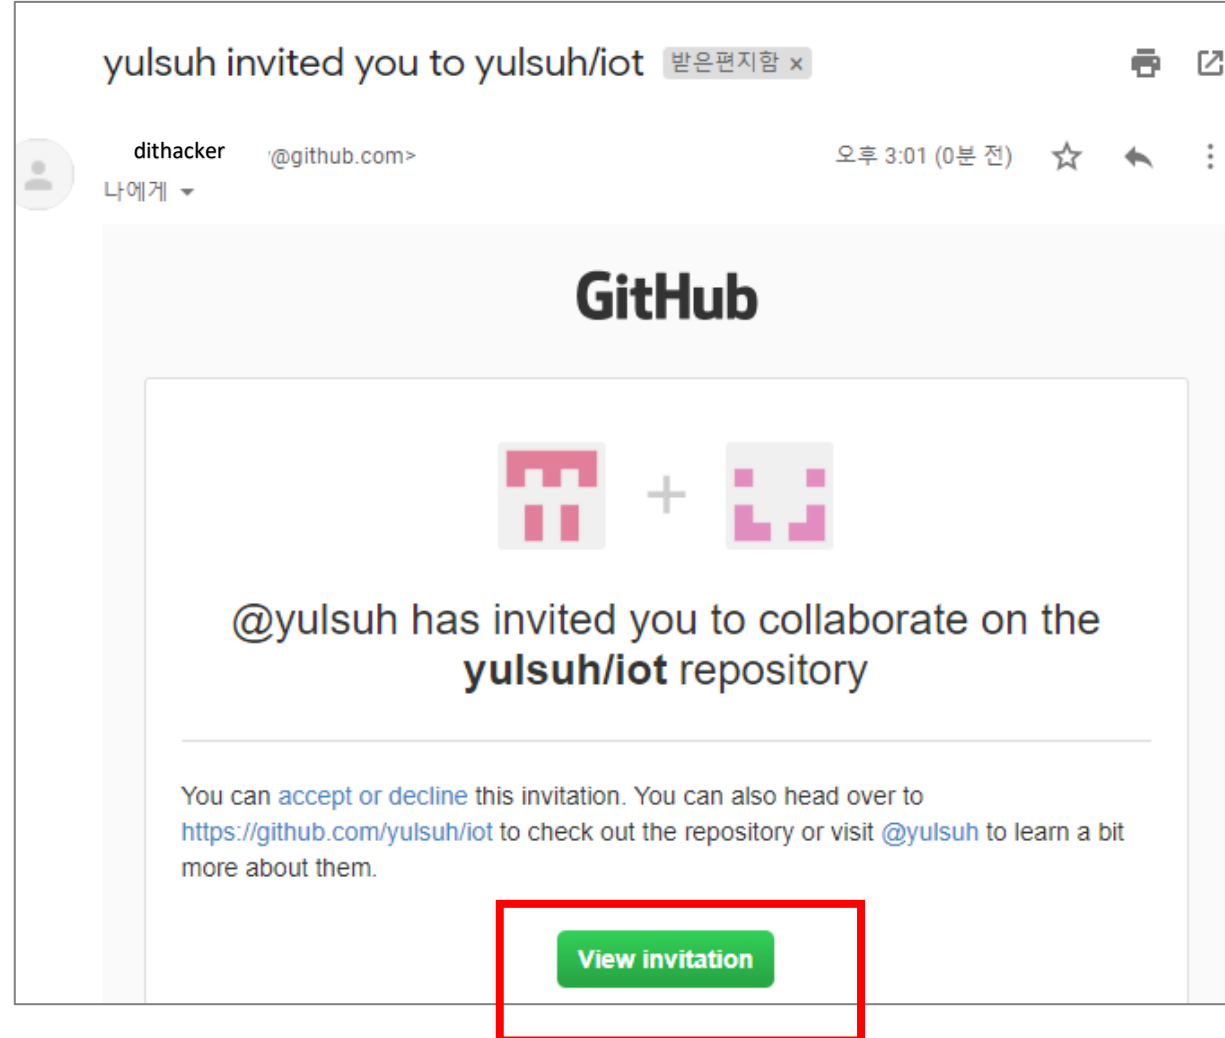 yulsuh invited you to yulsuh/iot 받은편지함 x
dithacker @github.com> 오후 3:01 (0분 전)
나에게
GitHub
@yulsuh has invited you to collaborate on the
yulsuh/iot repository
You can accept or decline this invitation. You can also head over to
https://github.com/yulsuh/iot to check out the repository or visit @yulsuh to learn a bit
more about them.
View invitation